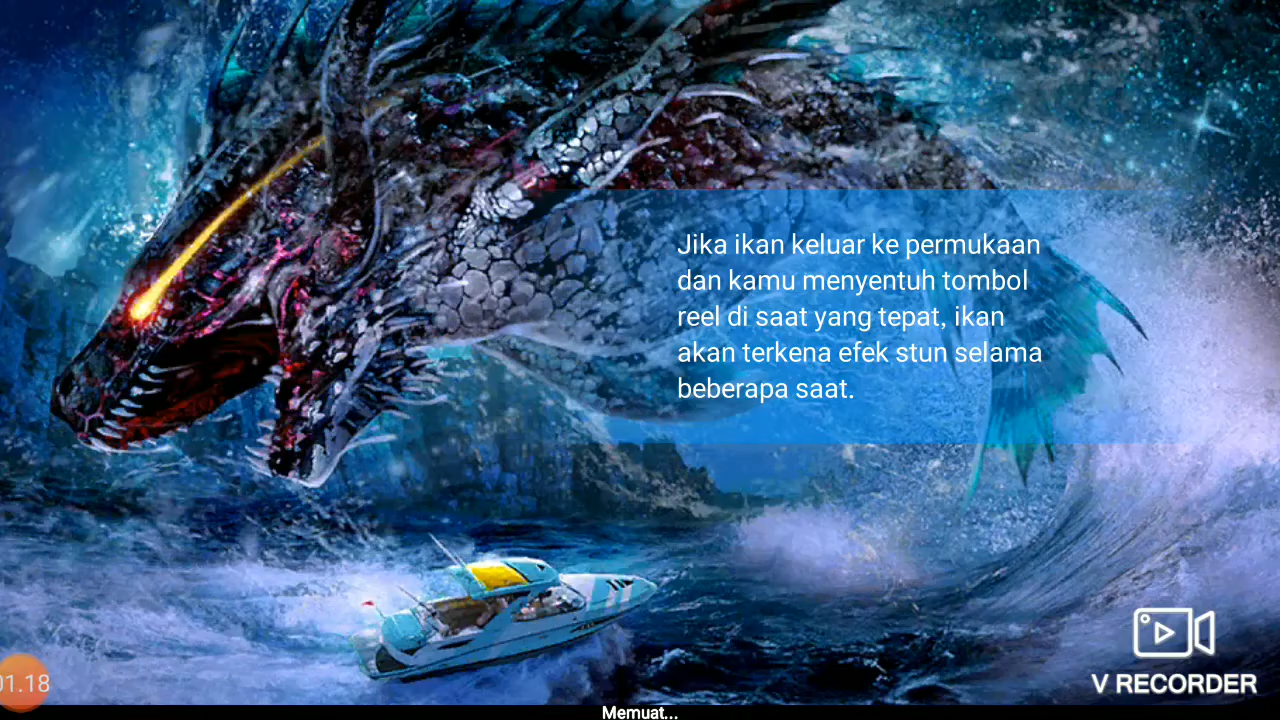 Jika ikan keluar ke permukaan
dan kamu menyentuh tombol
reel di saat yang tepat, ikan
akan terkena efek stun selama
beberapa saat.
01.18
V RECORDER
Memuat...